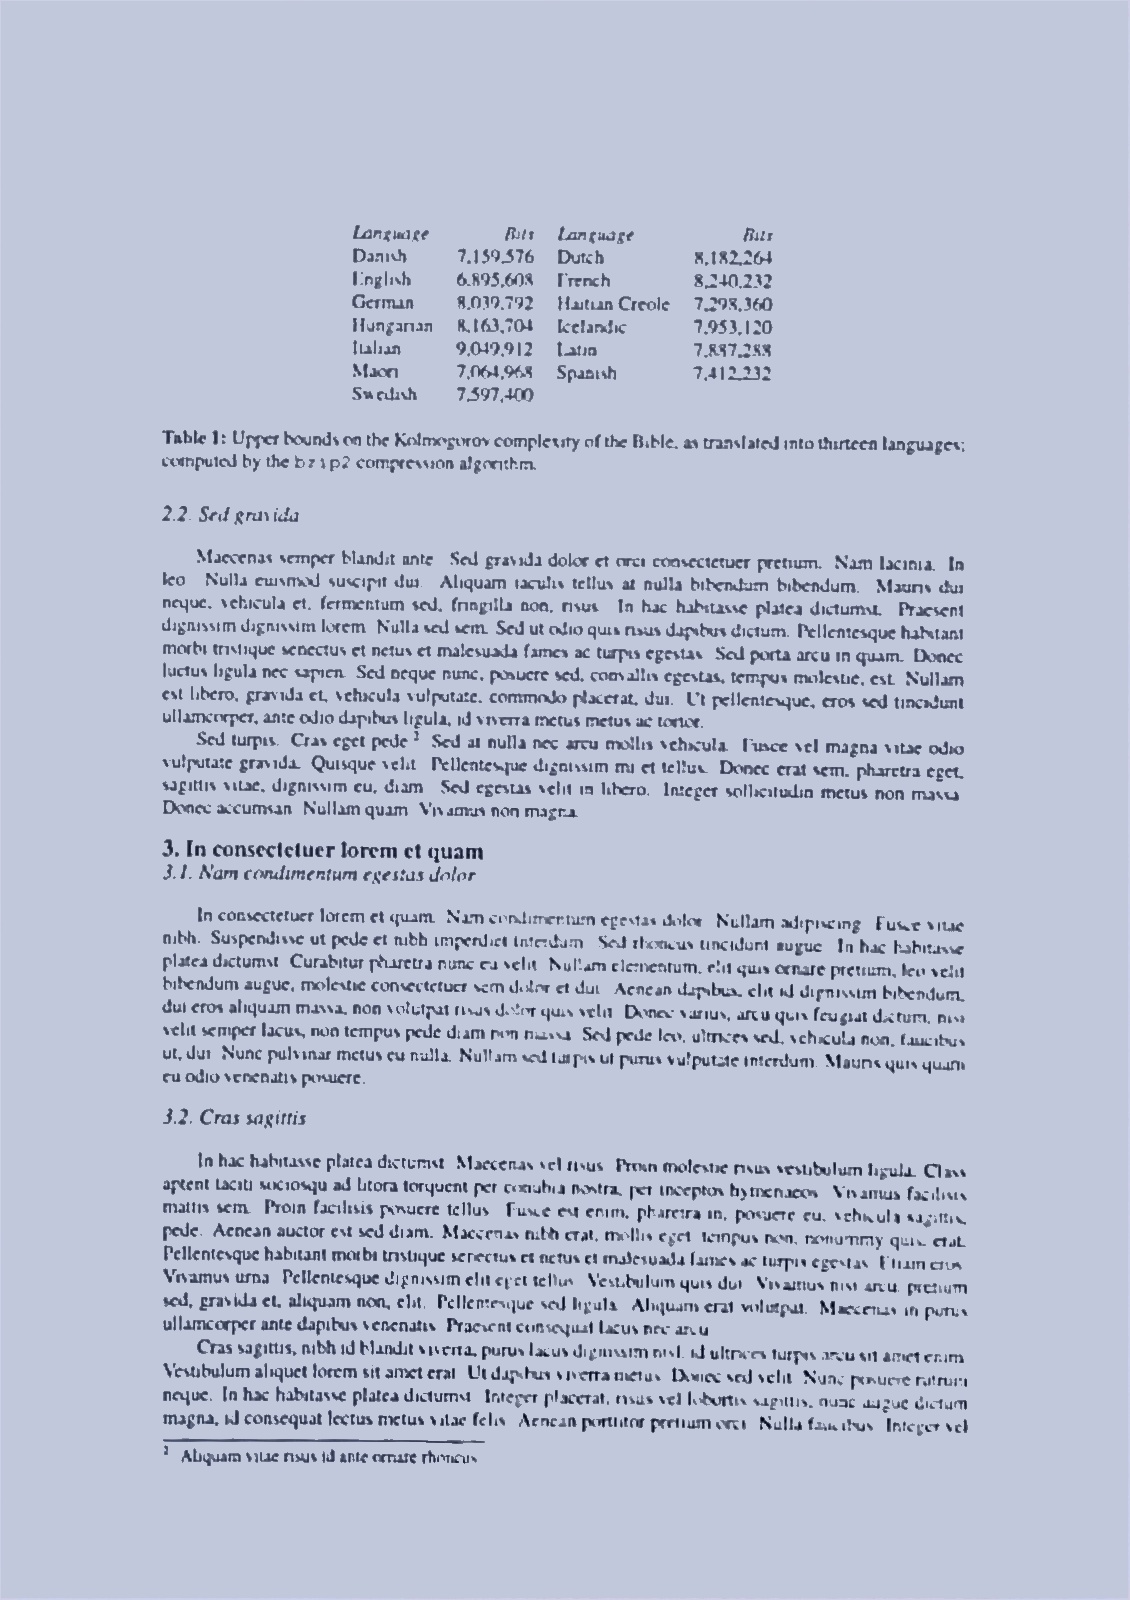 Language Bits Language Bits
Danish 7,159,576 Dutch 8,182,264
English 6,895,608 French 8,240,232
German 8,039,792 Haitian Creole 7,298,360
Hungarian 8,163,704 Icelandic 7,953,120
Italian 9,049,912 Latin 7,887,288
Maori 7,064,968 Spanish 7,412,232
Swedish 7,597,400
Table 1: Upper bounds on the Kolmogorov complexity of the Bible, as translated into thirteen languages;
computed by the bzip2 compression algorithm.
2.2. Sed gravida
Maecenas semper blandit ante. Sed gravida dolor et orci consectetuer pretium. Nam lacinia. In
leo. Nulla euismod suscipit dui. Aliquam iaculis tellus at nulla bibendum bibendum. Mauris dui
neque, vehicula et, fermentum sed, fringilla non, risus. In hac habitasse platea dictumst. Praesent
dignissim dignissim lorem. Nulla sed sem. Sed ut odio quis risus dapibus dictum. Pellentesque habitant
morbi tristique senectus et netus et malesuada fames ac turpis egestas. Sed porta arcu in quam. Donec
luctus ligula nec sapien. Sed neque nunc, posuere sed, convallis egestas, tempus molestie, est. Nullam
est libero, gravida et, vehicula vulputate, commodo placerat, dui. Ut pellentesque, eros sed tincidunt
ullamcorper, ante odio dapibus ligula, id viverra metus metus ac tortor.
Sed turpis. Cras eget pede.2 Sed at nulla nec arcu mollis vehicula. Fusce vel magna vitae odio
vulputate gravida. Quisque velit. Pellentesque dignissim mi et tellus. Donec erat sem, pharetra eget,
sagittis vitae, dignissim eu, diam. Sed egestas velit in libero. Integer sollicitudin metus non massa.
Donec accumsan. Nullam quam. Vivamus non magna.
3. In consectetuer lorem et quam
3.1. Nam condimentum egestas dolor
In consectetuer lorem et quam. Nam condimentum egestas dolor. Nullam adipiscing. Fusce vitae
nibh. Suspendisse ut pede et nibh imperdiet interdum. Sed rhoncus tincidunt augue. In hac habitasse
platea dictumst. Curabitur pharetra nunc eu velit. Nullam elementum, elit quis ornare pretium, leo velit
bibendum augue, molestie consectetuer sem dolor et dui. Aenean dapibus, elit id dignissim bibendum,
dui eros aliquam massa, non volutpat risus dolor quis velit. Donec varius, arcu quis feugiat dictum, nisi
velit semper lacus, non tempus pede diam non massa. Sed pede leo, ultrices sed, vehicula non, faucibus
ut, dui. Nunc pulvinar metus eu nulla. Nullam sed turpis ut purus vulputate interdum. Mauris quis quam
eu odio venenatis posuere.
3.2. Cras sagittis
In hac habitasse platea dictumst. Maecenas vel risus. Proin molestie risus vestibulum ligula. Class
aptent taciti sociosqu ad litora torquent per conubia nostra, per inceptos hymenaeos. Vivamus facilisis
mattis sem. Proin facilisis posuere tellus. Fusce est enim, pharetra in, posuere eu, vehicula sagittis,
pede. Aenean auctor est sed diam. Maecenas nibh erat, mollis eget, tempus non, nonummy quis, erat.
Pellentesque habitant morbi tristique senectus et netus et malesuada fames ac turpis egestas. Etiam eros.
Vivamus urna. Pellentesque dignissim elit eget tellus. Vestibulum quis dui. Vivamus nisi arcu, pretium
sed, gravida et, aliquam non, elit. Pellentesque sed ligula. Aliquam erat volutpat. Maecenas in purus
ullamcorper ante dapibus venenatis. Praesent consequat lacus nec arcu.
Cras sagittis, nibh id blandit viverra, purus lacus dignissim nisl, id ultrices turpis arcu sit amet enim.
Vestibulum aliquet lorem sit amet erat. Ut dapibus viverra metus. Donec sed velit. Nunc posuere rutrum
neque. In hac habitasse platea dictumst. Integer placerat, risus vel lobortis sagittis, nunc augue dictum
magna, id consequat lectus metus vitae felis. Aenean porttitor pretium orci. Nulla faucibus. Integer vel
2 Aliquam vitae risus id ante ornare rhoncus.